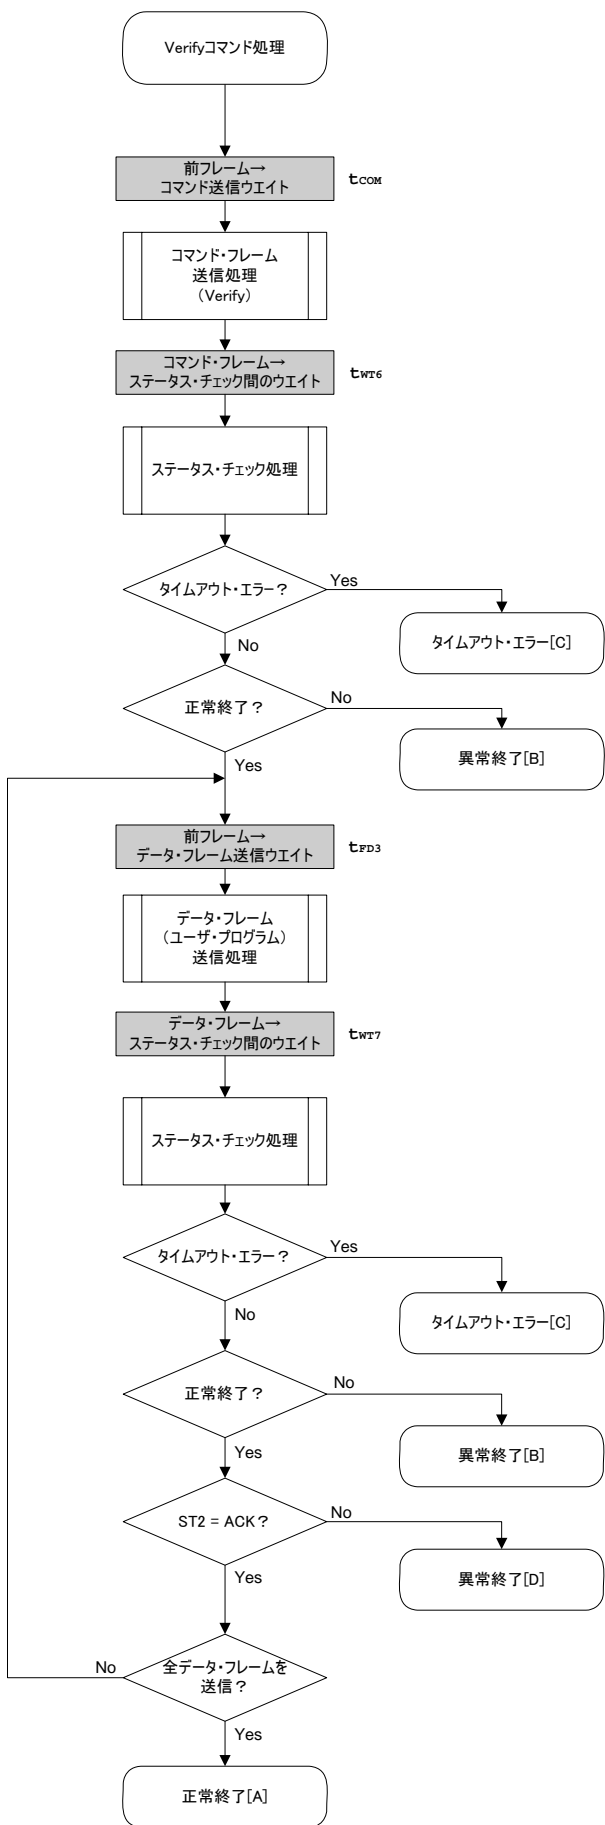 Verifyコマンド処理
前フレーム→
コマンド送信ウエイト
tCOM
コマンド・フレーム
送信処理
（Verify）
コマンド・フレーム→
ステータス・チェック間のウエイト
tWT6
ステータス・チェック処理
タイムアウト・エラー？
Yes
タイムアウト・エラー[C]
No
正常終了？
No
異常終了[B]
Yes
前フレーム→
データ・フレーム送信ウエイト
tFD3
データ・フレーム
（ユーザ・プログラム）
送信処理
データ・フレーム→
ステータス・チェック間のウエイト
tWT7
ステータス・チェック処理
タイムアウト・エラー？
Yes
タイムアウト・エラー[C]
No
正常終了？
No
異常終了[B]
Yes
ST2 = ACK？
No
異常終了[D]
Yes
全データ・フレームを
送信？
No
Yes
正常終了[A]